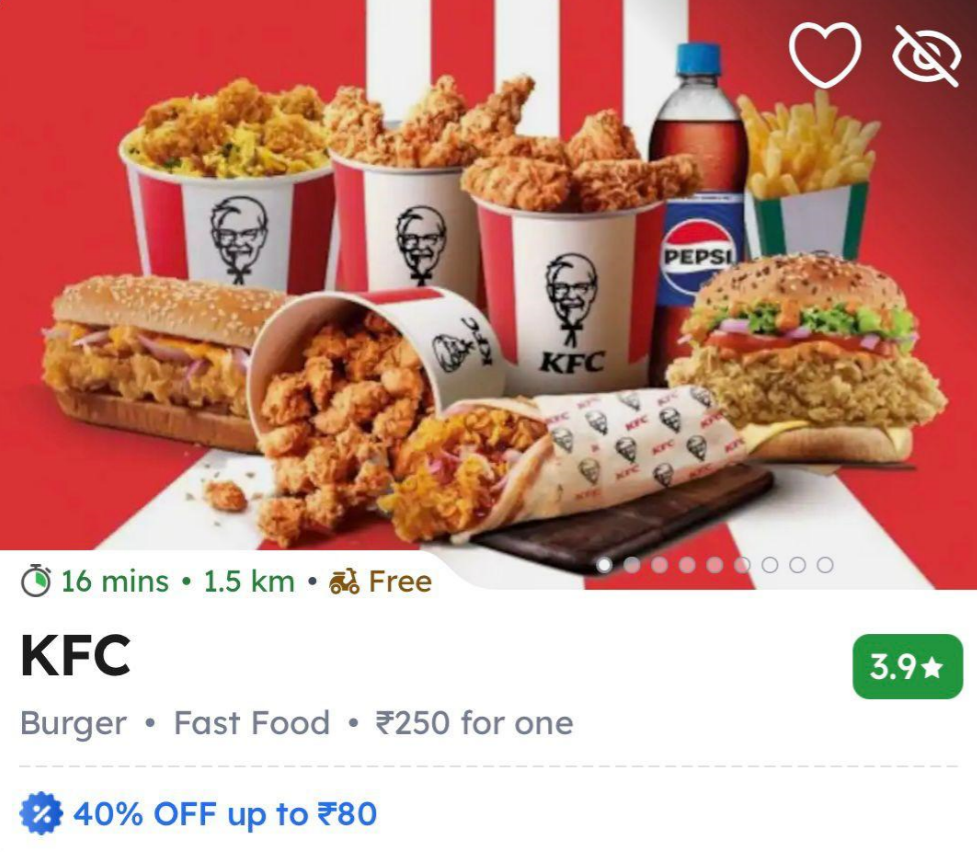 PEPSI
KFC
KFC
16 mins • 1.5 km • Free
KFC
3.9★
Burger • Fast Food • ₹250 for one
40% OFF up to ₹80